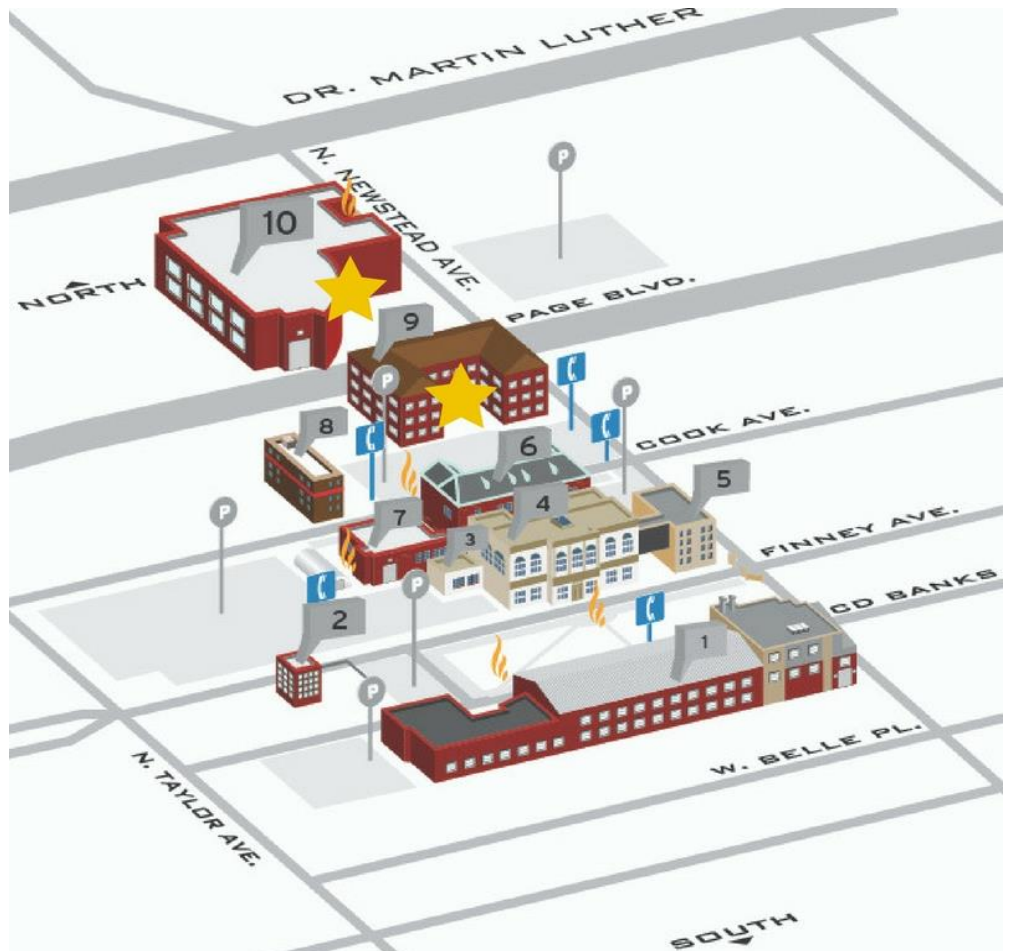 DR. MARTIN LUTHER
N. NEWSTEAD AVE.
P
10
NORTH
PAGE BLVD.
9
P
P
8
6
COOK AVE.
5
4
P
7
3
FINNEY AVE.
P
2
CD BANKS
1
P
N. TAYLOR AVE.
W. BELLE PL.
SOUTH